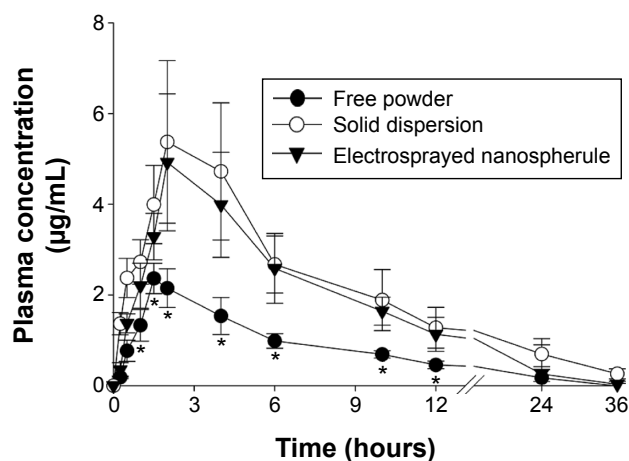 8
6
4
2
0
Plasma concentration
(µg/mL)
Free powder
Solid dispersion
Electrosprayed nanospherule
* * * * * * *
0 3 6 9 12 24 36
Time (hours)